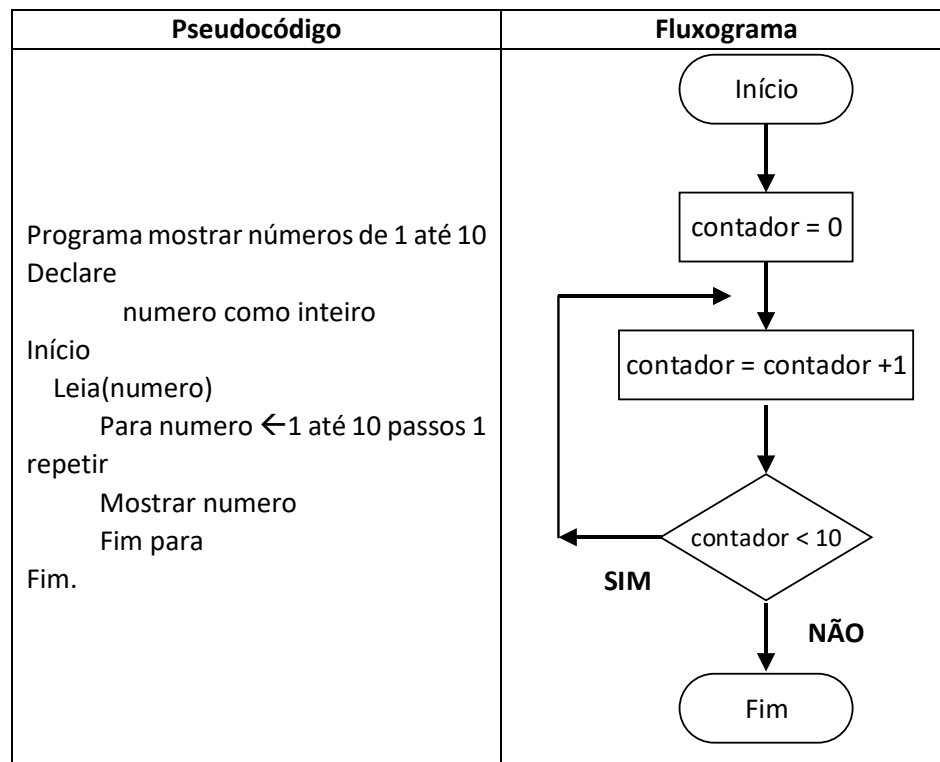 Pseudocódigo
Fluxograma
Programa mostrar números de 1 até 10
Declare
numero como inteiro
Início
Leia(numero)
Para numero ←1 até 10 passos 1
repetir
Mostrar numero
Fim para
Fim.
Início
contador = 0
contador = contador +1
contador < 10
SIM
NÃO
Fim